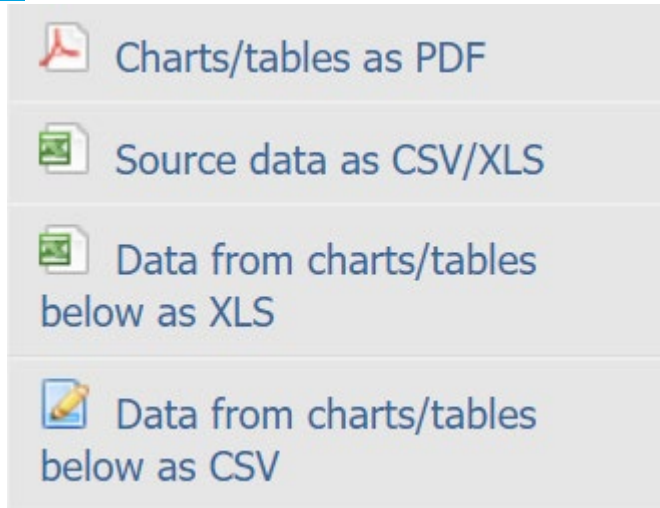 Charts/tables as PDF
Source data as CSV/XLS
Data from charts/tables
below as XLS
Data from charts/tables
below as CSV